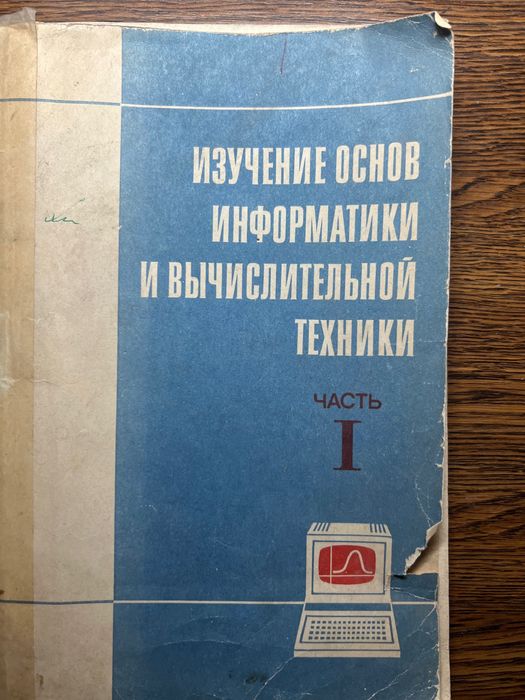 ИЗУЧЕНИЕ ОСНОВ
ИНФОРМАТИКИ
И ВЫЧИСЛИТЕЛЬНОЙ
ТЕХНИКИ
ЧАСТЬ
I